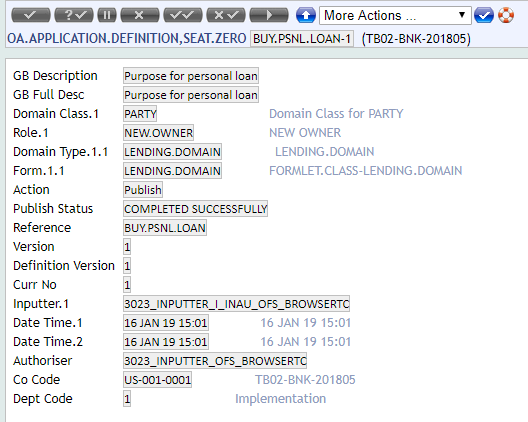 More Actions ...
OA.APPLICATION.DEFINITION,SEAT.ZERO BUY.PSNL.LOAN-1 (TB02-BNK-201805)
GB Description Purpose for personal loan
GB Full Desc Purpose for personal loan
Domain Class.1 PARTY Domain Class for PARTY
Role.1 NEW.OWNER NEW OWNER
Domain Type.1.1 LENDING.DOMAIN LENDING.DOMAIN
Form.1.1 LENDING.DOMAIN FORMLET.CLASS-LENDING.DOMAIN
Action Publish
Publish Status COMPLETED SUCCESSFULLY
Reference BUY.PSNL.LOAN
Version 1
Definition Version 1
Curr No 1
Inputter.1 3023_INPUTTER_I_INAU_OFS_BROWSERTC
Date Time.1 16 JAN 19 15:01 16 JAN 19 15:01
Date Time.2 16 JAN 19 15:01 16 JAN 19 15:01
Authoriser 3023_INPUTTER_OFS_BROWSERTC
Co Code US-001-0001 TB02-BNK-201805
Dept Code 1 Implementation